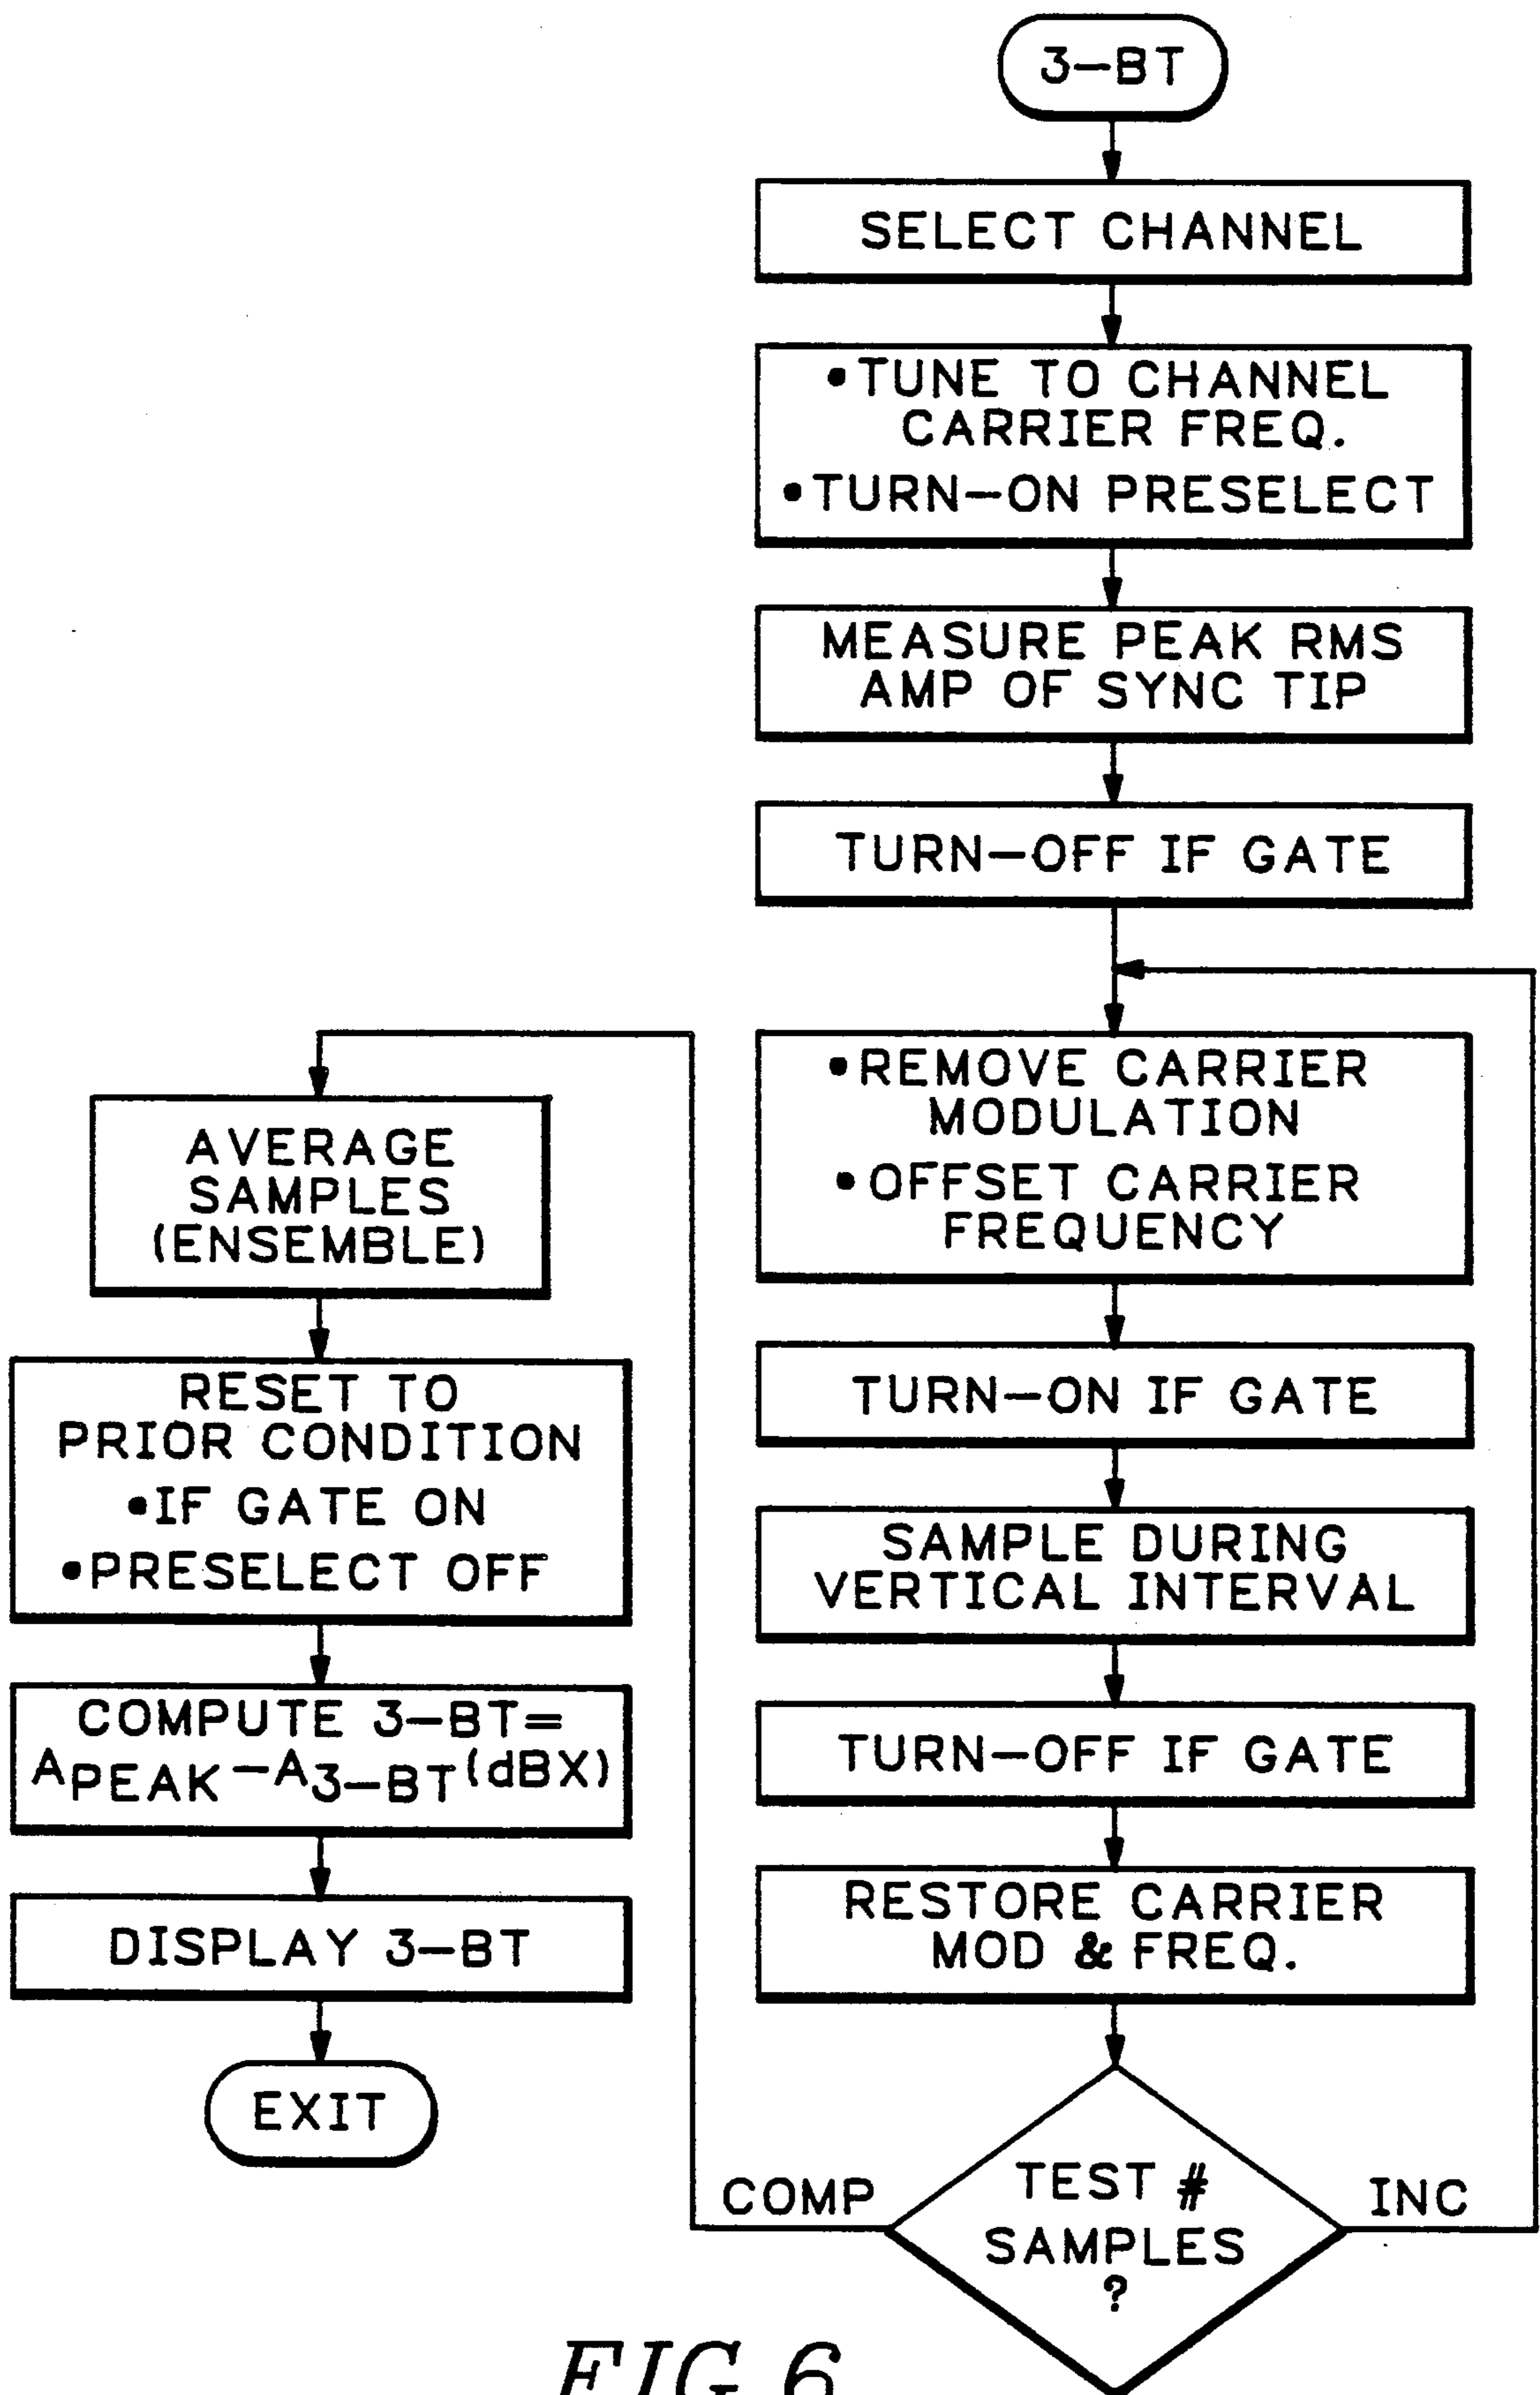 3-BT
SELECT CHANNEL
•TUNE TO CHANNEL
CARRIER FREQ.
•TURN-ON PRESELECT
MEASURE PEAK RMS
AMP OF SYNC TIP
TURN-OFF IF GATE
•REMOVE CARRIER
MODULATION
•OFFSET CARRIER
FREQUENCY
TURN-ON IF GATE
SAMPLE DURING
VERTICAL INTERVAL
TURN-OFF IF GATE
RESTORE CARRIER
MOD & FREQ.
TEST #
SAMPLES
?
INC
COMP
AVERAGE
SAMPLES
(ENSEMBLE)
RESET TO
PRIOR CONDITION
•IF GATE ON
•PRESELECT OFF
COMPUTE 3-BT=
APEAK-A3-BT(dBX)
DISPLAY 3-BT
EXIT
FIG.6